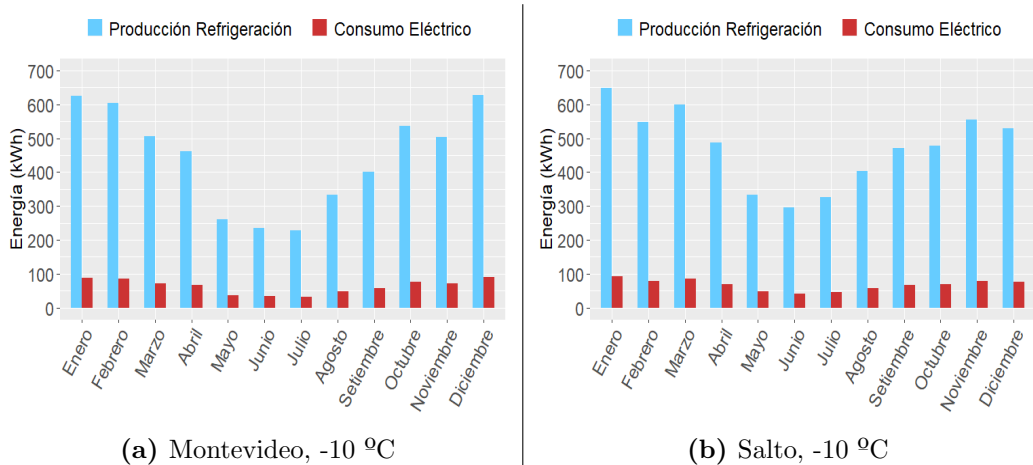 Producción Refrigeración Consumo Eléctrico
Energía (kWh)
700
600
500
400
300
200
100
0
Enero
Febrero
Marzo
Abril
Mayo
Junio
Julio
Agosto
Setiembre
Octubre
Noviembre
Diciembre
(a) Montevideo, -10 ºC
Producción Refrigeración Consumo Eléctrico
Energía (kWh)
700
600
500
400
300
200
100
0
Enero
Febrero
Marzo
Abril
Mayo
Junio
Julio
Agosto
Setiembre
Octubre
Noviembre
Diciembre
(b) Salto, -10 ºC